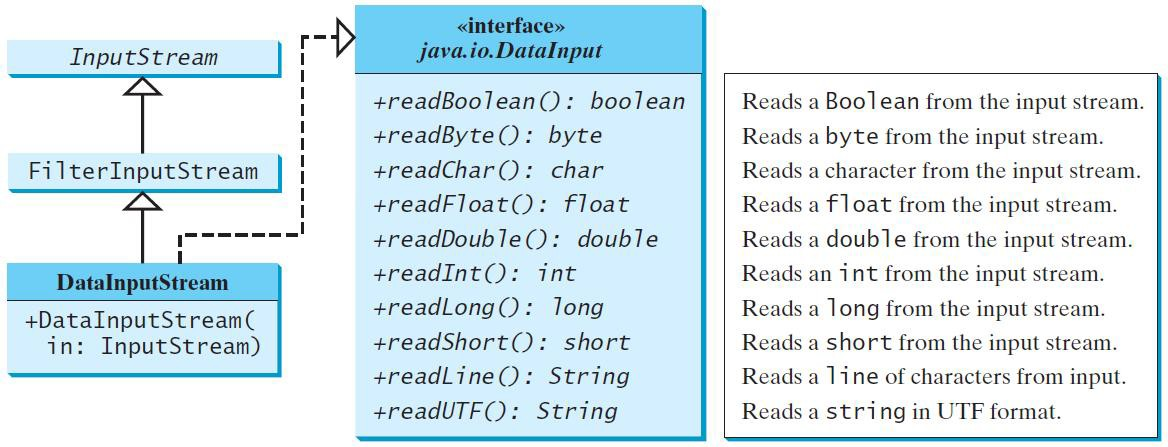 InputStream
FilterInputStream
DataInputStream
+DataInputStream(
in: InputStream)
«interface»
java.io.DataInput
+readBoolean(): boolean
+readByte(): byte
+readChar(): char
+readFloat(): float
+readDouble(): double
+readInt(): int
+readLong(): long
+readShort(): short
+readLine(): String
+readUTF(): String
Reads a Boolean from the input stream.
Reads a byte from the input stream.
Reads a character from the input stream.
Reads a float from the input stream.
Reads a double from the input stream.
Reads an int from the input stream.
Reads a long from the input stream.
Reads a short from the input stream.
Reads a line of characters from input.
Reads a string in UTF format.